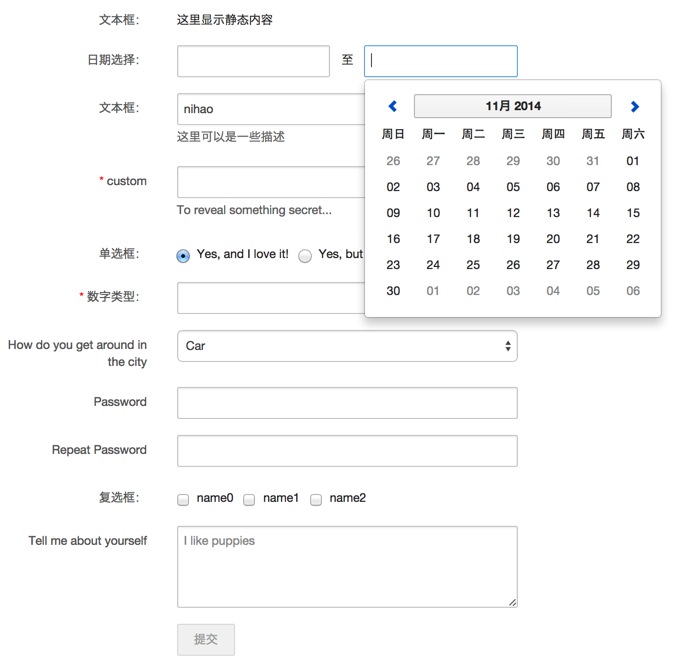 文本框： 这里显示静态内容
日期选择： 至
文本框： nihao
这里可以是一些描述
* custom
To reveal something secret...
单选框： Yes, and I love it! Yes, but
* 数字类型：
11月 2014
周日 周一 周二 周三 周四 周五 周六
26 27 28 29 30 31 01
02 03 04 05 06 07 08
09 10 11 12 13 14 15
16 17 18 19 20 21 22
23 24 25 26 27 28 29
30 01 02 03 04 05 06
How do you get around in
the city
Car
Password
Repeat Password
复选框： name0 name1 name2
Tell me about yourself
I like puppies
提交